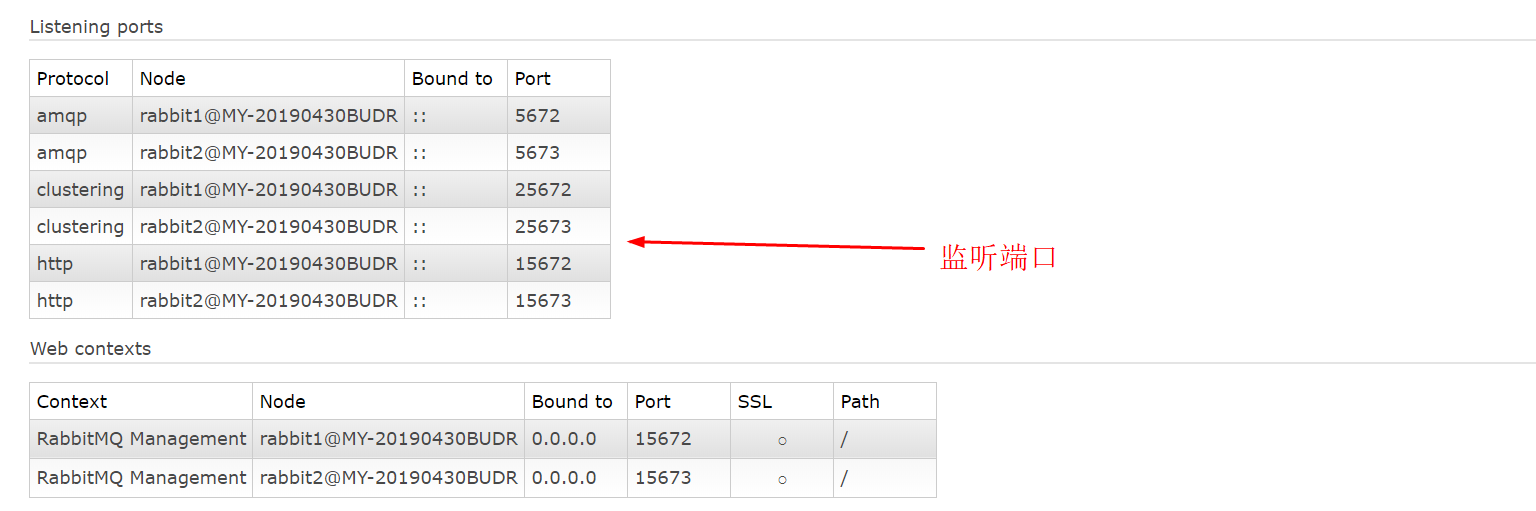 Listening ports
Protocol Node Bound to Port
amqp rabbit1@MY-20190430BUDR :: 5672
amqp rabbit2@MY-20190430BUDR :: 5673
clustering rabbit1@MY-20190430BUDR :: 25672
clustering rabbit2@MY-20190430BUDR :: 25673
监听端口
http rabbit1@MY-20190430BUDR :: 15672
http rabbit2@MY-20190430BUDR :: 15673
Web contexts
Context Node Bound to Port SSL Path
RabbitMQ Management rabbit1@MY-20190430BUDR 0.0.0.0 15672 ○ /
RabbitMQ Management rabbit2@MY-20190430BUDR 0.0.0.0 15673 ○ /